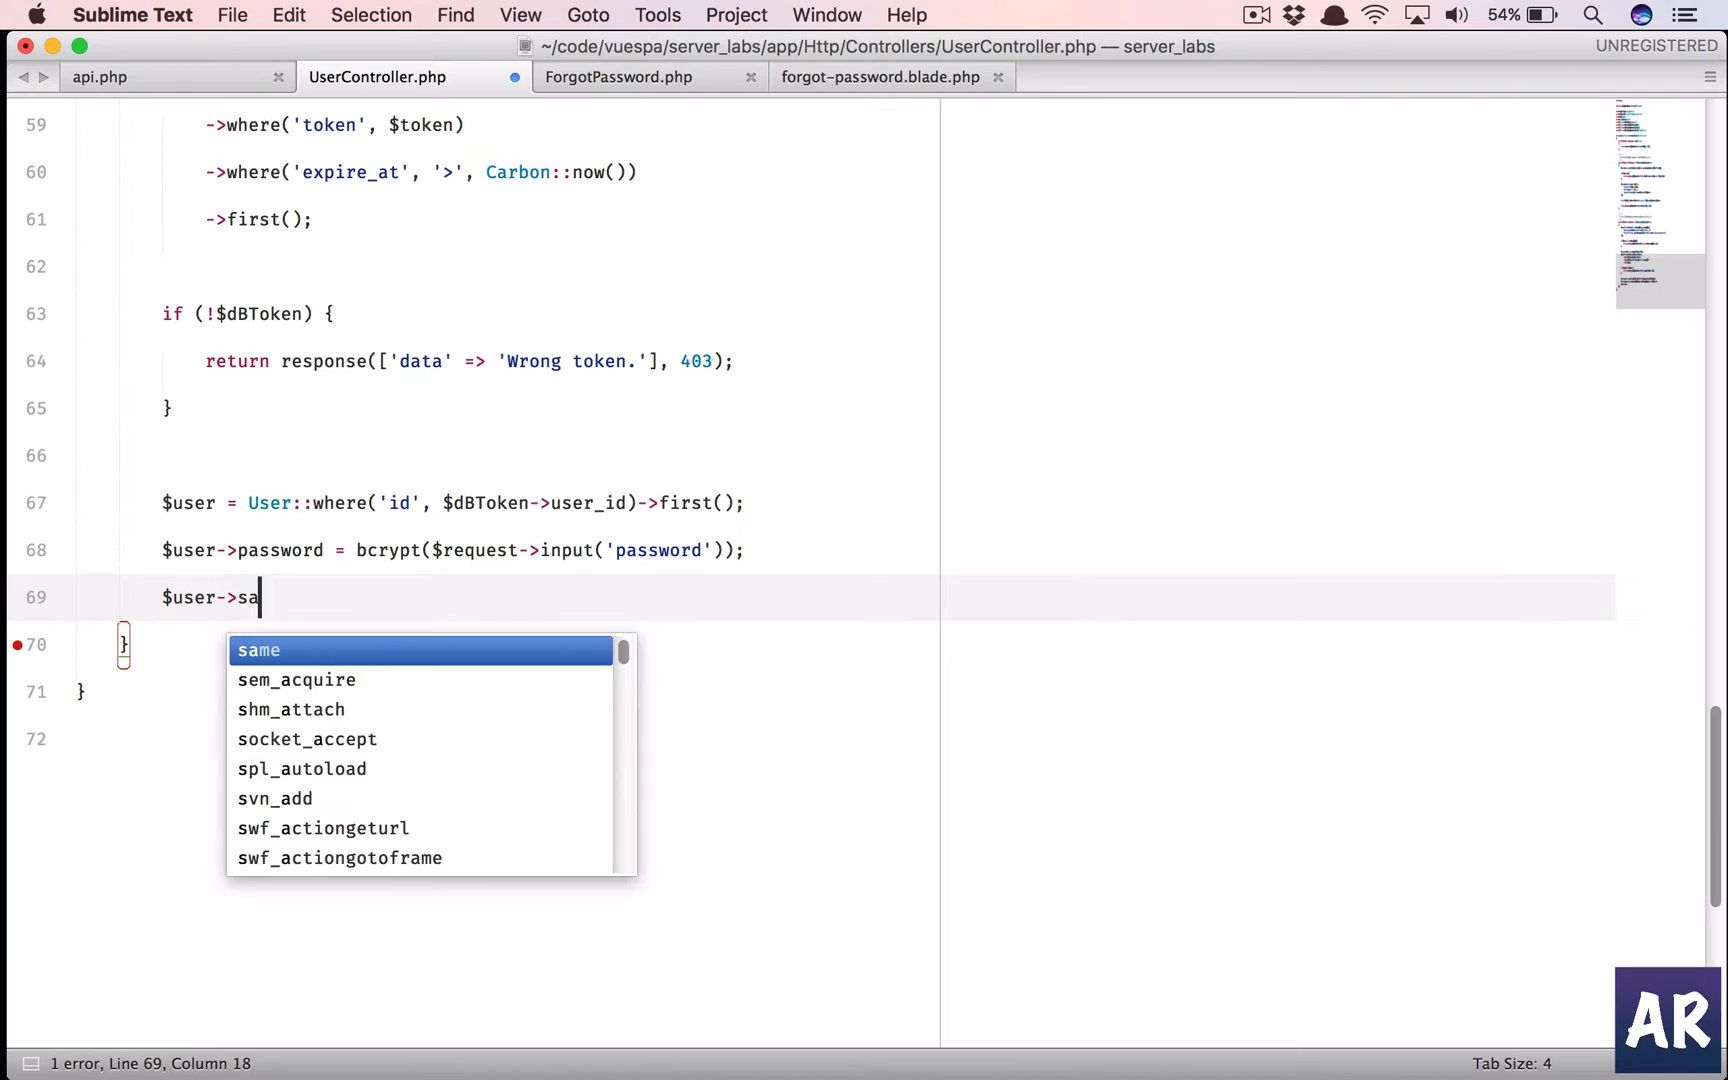 Sublime Text File Edit Selection Find View Goto Tools Project Window Help 54%
~/code/vuespa/server_labs/app/Http/Controllers/UserController.php — server_labs UNREGISTERED
api.php UserController.php ForgotPassword.php forgot-password.blade.php
59 ->where('token', $token)
60 ->where('expire_at', '>', Carbon::now())
61 ->first();
62
63 if (!$dBToken) {
64 return response(['data' => 'Wrong token.'], 403);
65 }
66
67 $user = User::where('id', $dBToken->user_id)->first();
68 $user->password = bcrypt($request->input('password'));
69 $user->sa
70 }
same
sem_acquire
71 }
shm_attach
72
socket_accept
spl_autoload
svn_add
swf_actiongeturl
swf_actiongotoframe
AR
1 error, Line 69, Column 18 Tab Size: 4